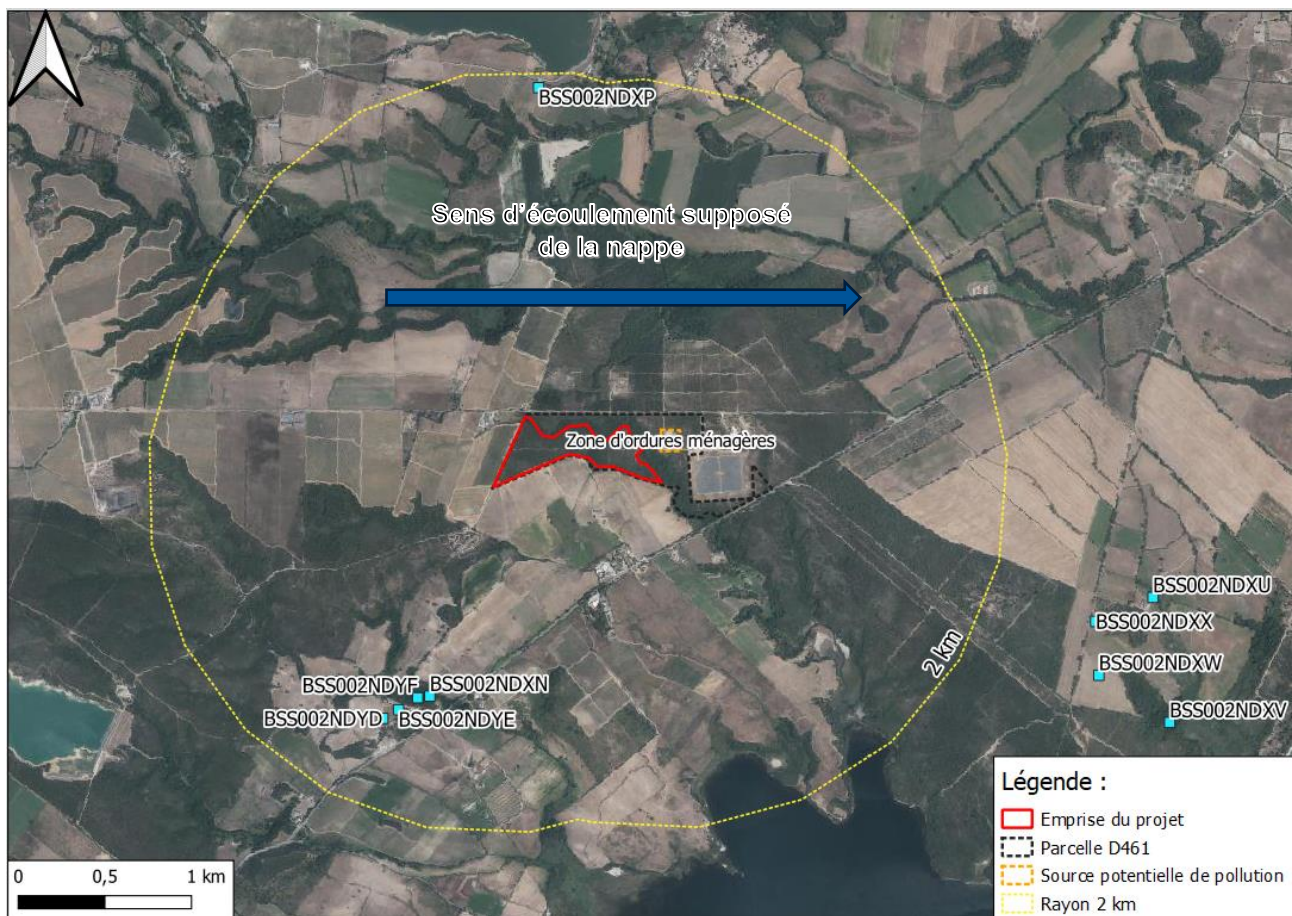 BSS002NDXP
Sens d'écoulement supposé
de la nappe
Zone d'ordures ménagères
BSS002NDXU
BSS002NDXX
2 km
BSS002NDXW
BSS002NDYF
BSS002NDXN
BSS002NDYD
BSS002NDYE
BSS002NDXV
Légende :
Emprise du projet
Parcelle D461
Source potentielle de pollution
Rayon 2 km
0 0,5 1 km